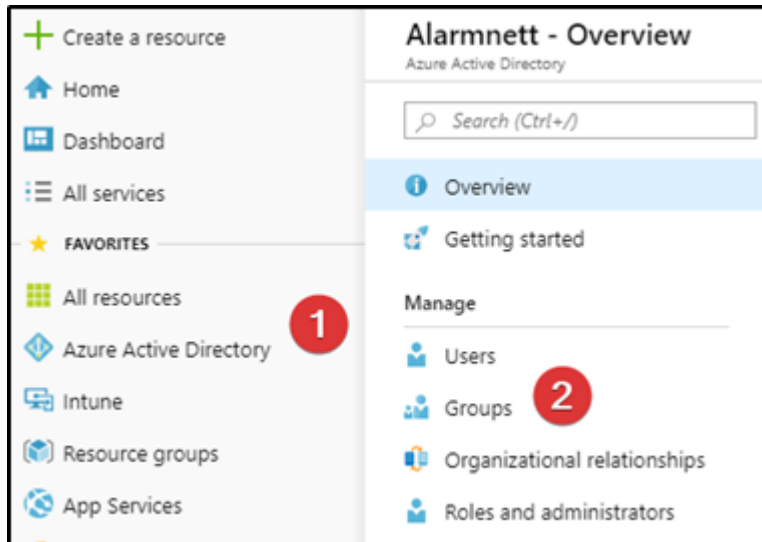 Create a resource
Home
Dashboard
All services
FAVORITES
All resources
1
Azure Active Directory
Intune
Resource groups
App Services
Alarmnett - Overview
Azure Active Directory
Search (Ctrl+/)
Overview
Getting started
Manage
Users
2
Groups
Organizational relationships
Roles and administrators